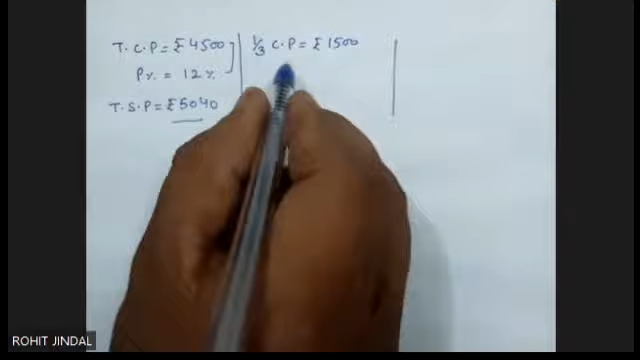 T. C. P = ₹ 4500
P% = 12 %
T. S. P = ₹ 5040
1/3 C. P = ₹ 1500
ROHIT JINDAL